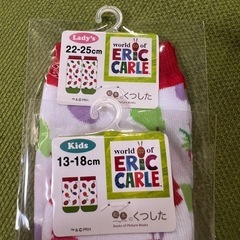 Lady's
22-25cm
world of
ERIC
CARLE
くつした
Kids
13-18cm
world of
ERIC
CARLE
くつした